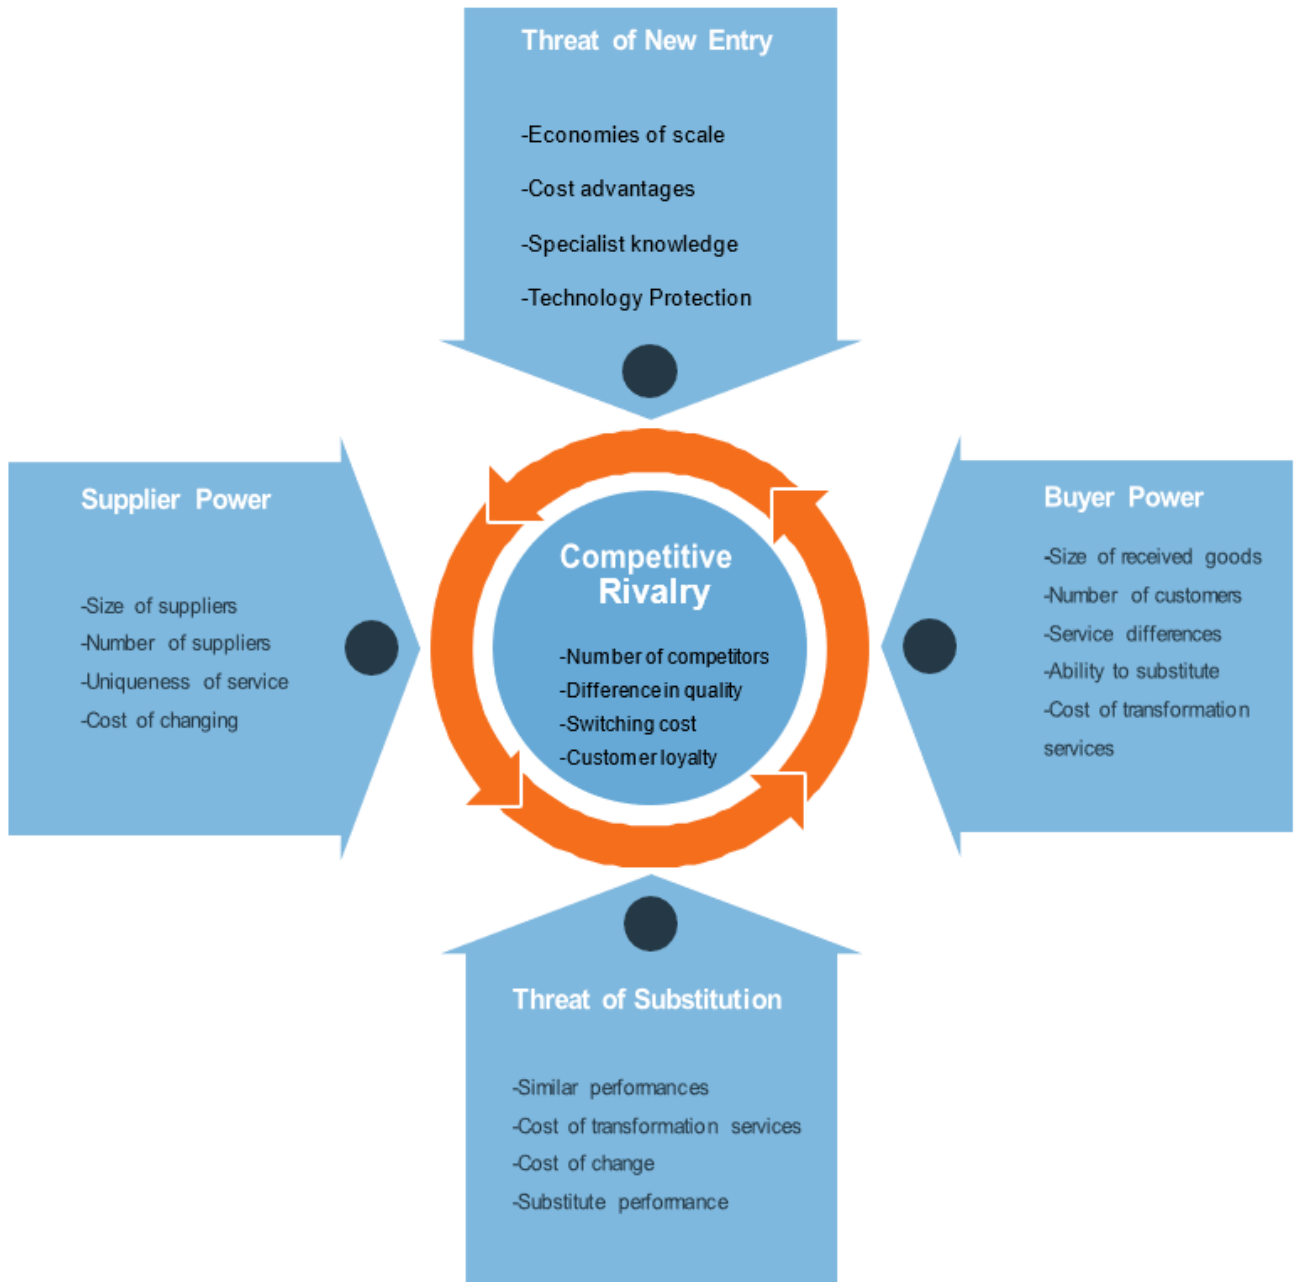 Threat of New Entry
-Economies of scale
-Cost advantages
-Specialist knowledge
-Technology Protection
Supplier Power
-Size of suppliers
-Number of suppliers
-Uniqueness of service
-Cost of changing
Competitive
Rivalry
-Number of competitors
-Difference in quality
-Switching cost
-Customer loyalty
Buyer Power
-Size of received goods
-Number of customers
-Service differences
-Ability to substitute
-Cost of transformation
services
Threat of Substitution
-Similar performances
-Cost of transformation services
-Cost of change
-Substitute performance